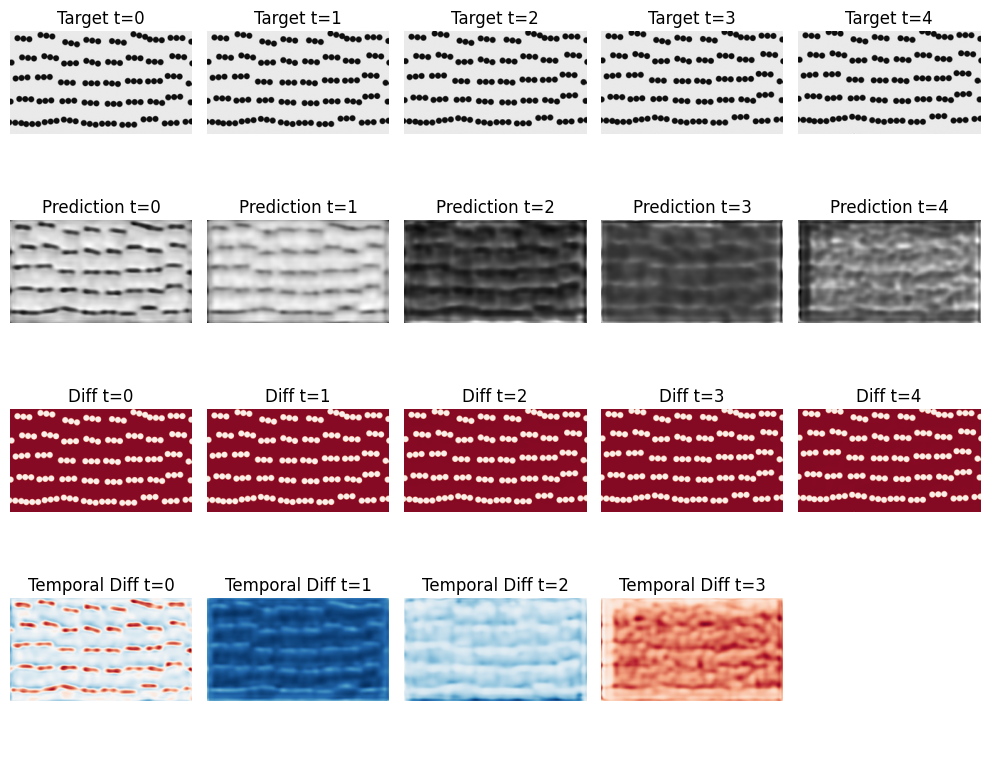 Target t=0 Target t=1 Target t=2 Target t=3 Target t=4
Prediction t=0 Prediction t=1 Prediction t=2 Prediction t=3 Prediction t=4
Diff t=0 Diff t=1 Diff t=2 Diff t=3 Diff t=4
Temporal Diff t=0 Temporal Diff t=1 Temporal Diff t=2 Temporal Diff t=3